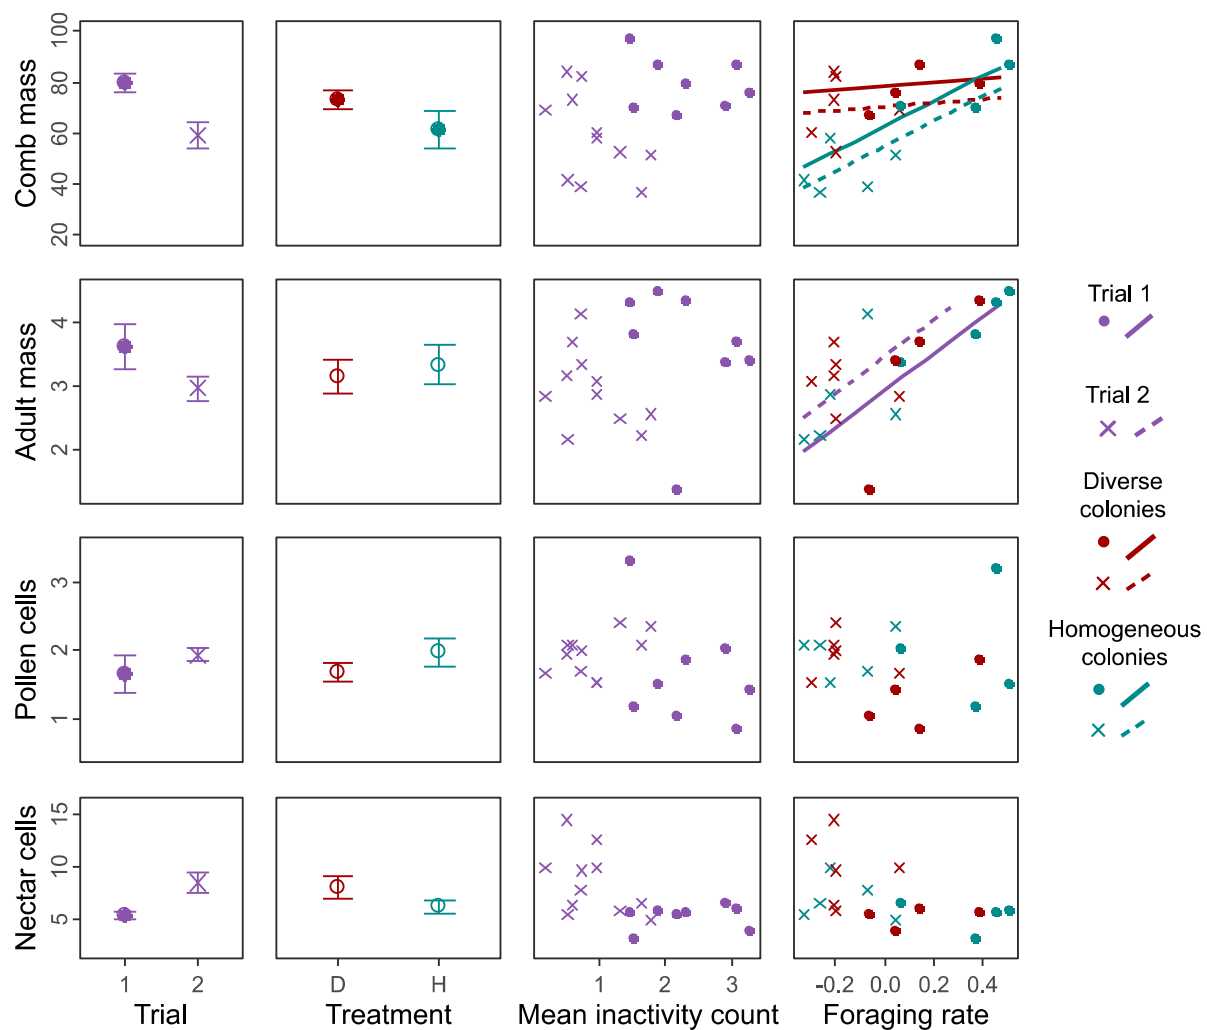 Comb mass
100
80
60
40
20
Adult mass
4
3
2
Pollen cells
3
2
1
Nectar cells
15
10
5
1 2
Trial
D H
Treatment
1 2 3
Mean inactivity count
-0.2 0.0 0.2 0.4
Foraging rate
Trial 1
Trial 2
Diverse
colonies
Homogeneous
colonies